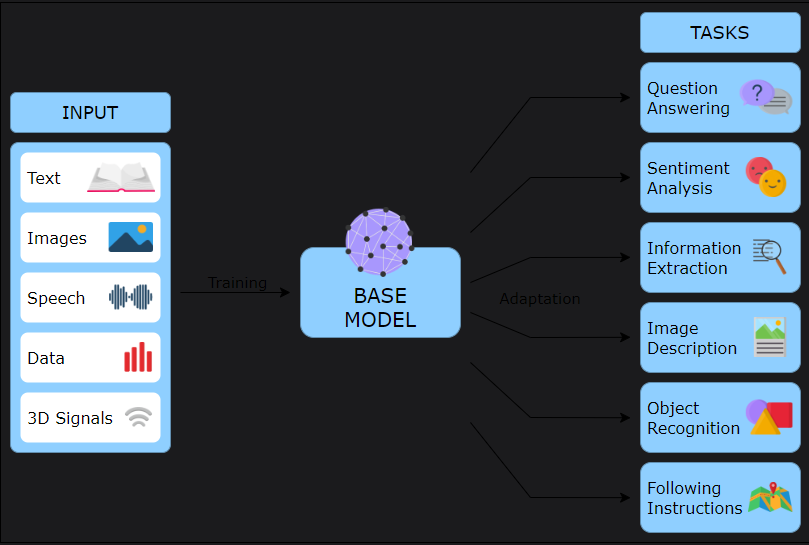 INPUT
Text
Images
Speech
Data
3D Signals
Training
BASE
MODEL
Adaptation
TASKS
Question
Answering
?
Sentiment
Analysis
Information
Extraction
Image
Description
Object
Recognition
Following
Instructions